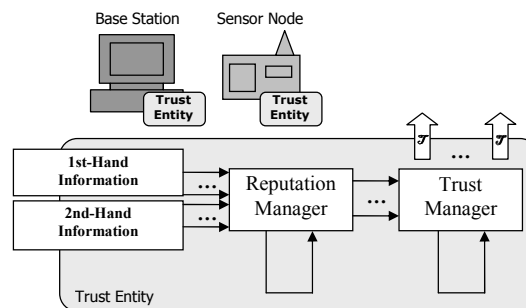 Base Station
Sensor Node
Trust
Entity
Trust
Entity
𝒯
...
𝒯
1st-Hand
Information
...
2nd-Hand
Information
...
Reputation
Manager
...
Trust
Manager
Trust Entity